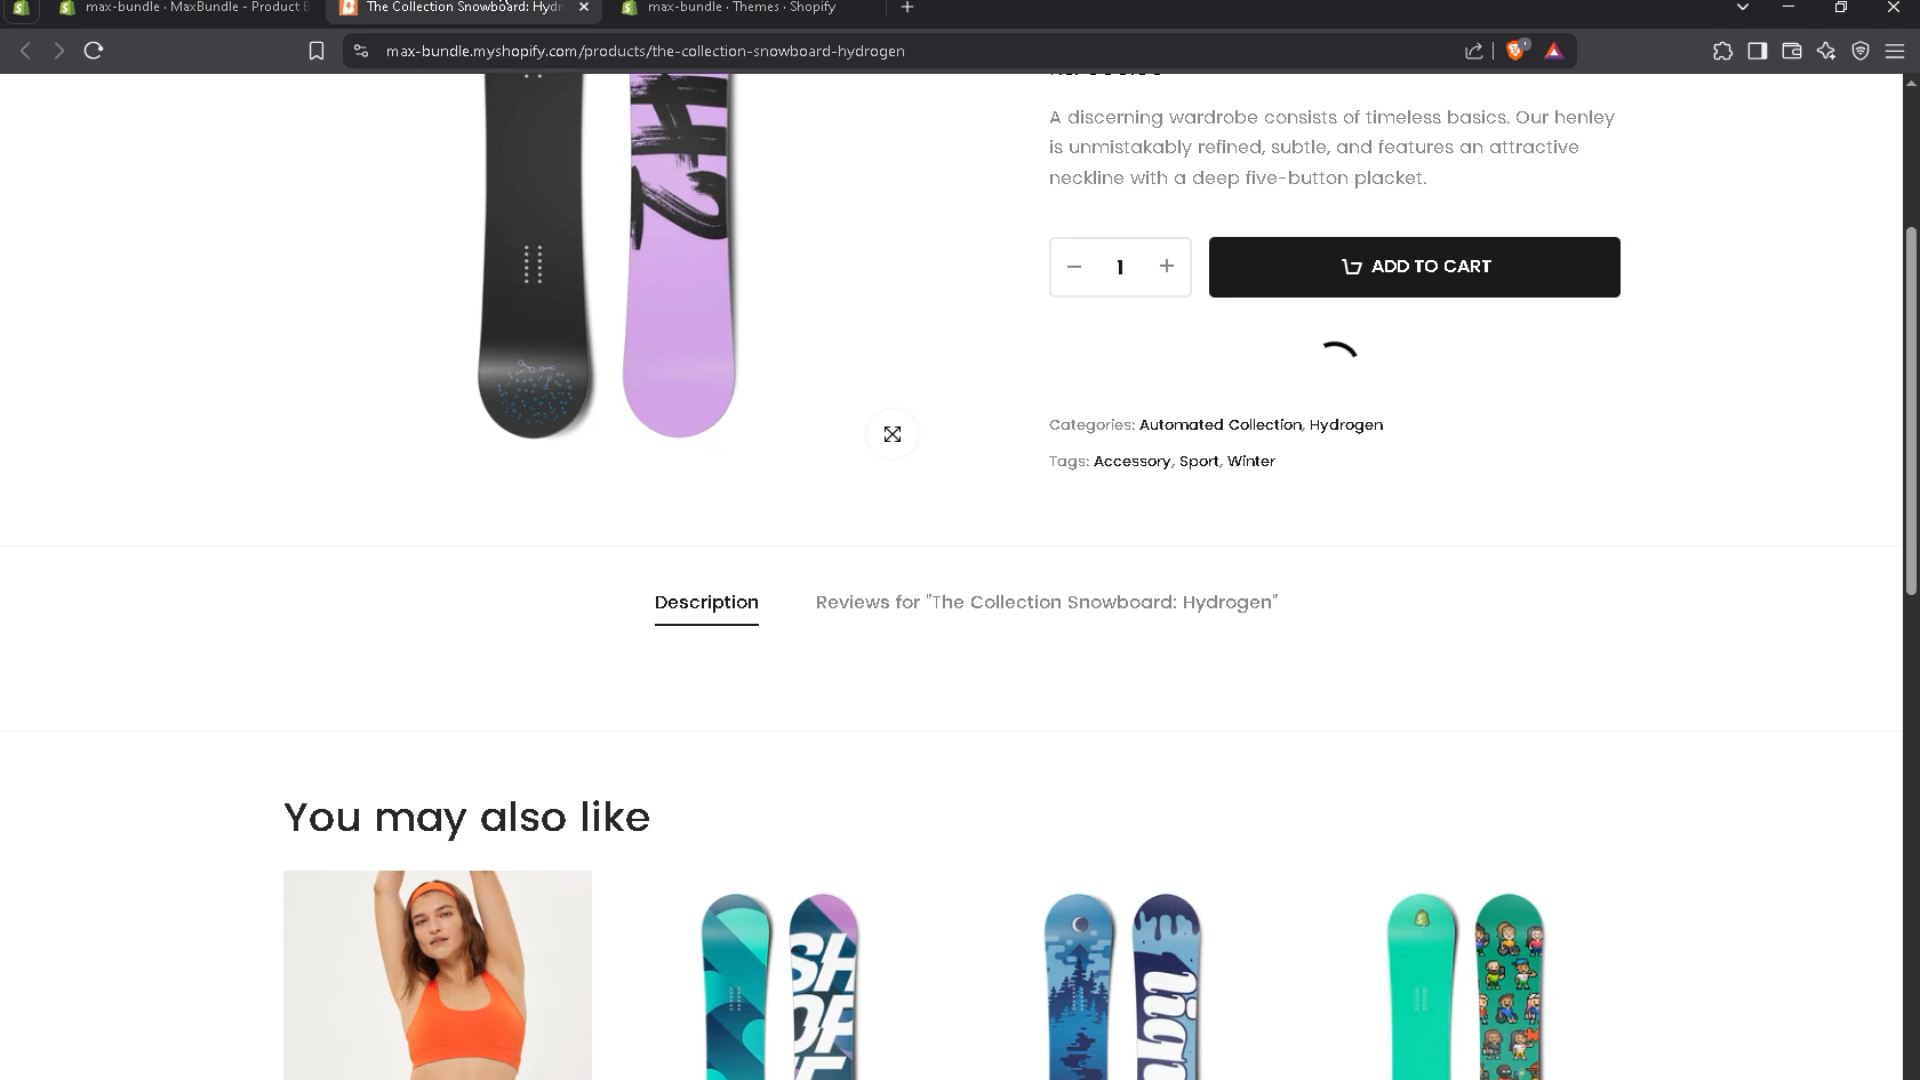 max-bundle · MaxBundle - Product B
The Collection Snowboard: Hydr
max-bundle · Themes · Shopify
max-bundle.myshopify.com/products/the-collection-snowboard-hydrogen
A discerning wardrobe consists of timeless basics. Our henley
is unmistakably refined, subtle, and features an attractive
neckline with a deep five-button placket.
1
ADD TO CART
Categories: Automated Collection, Hydrogen
Tags: Accessory, Sport, Winter
Description
Reviews for "The Collection Snowboard: Hydrogen"
You may also like
SH
OP